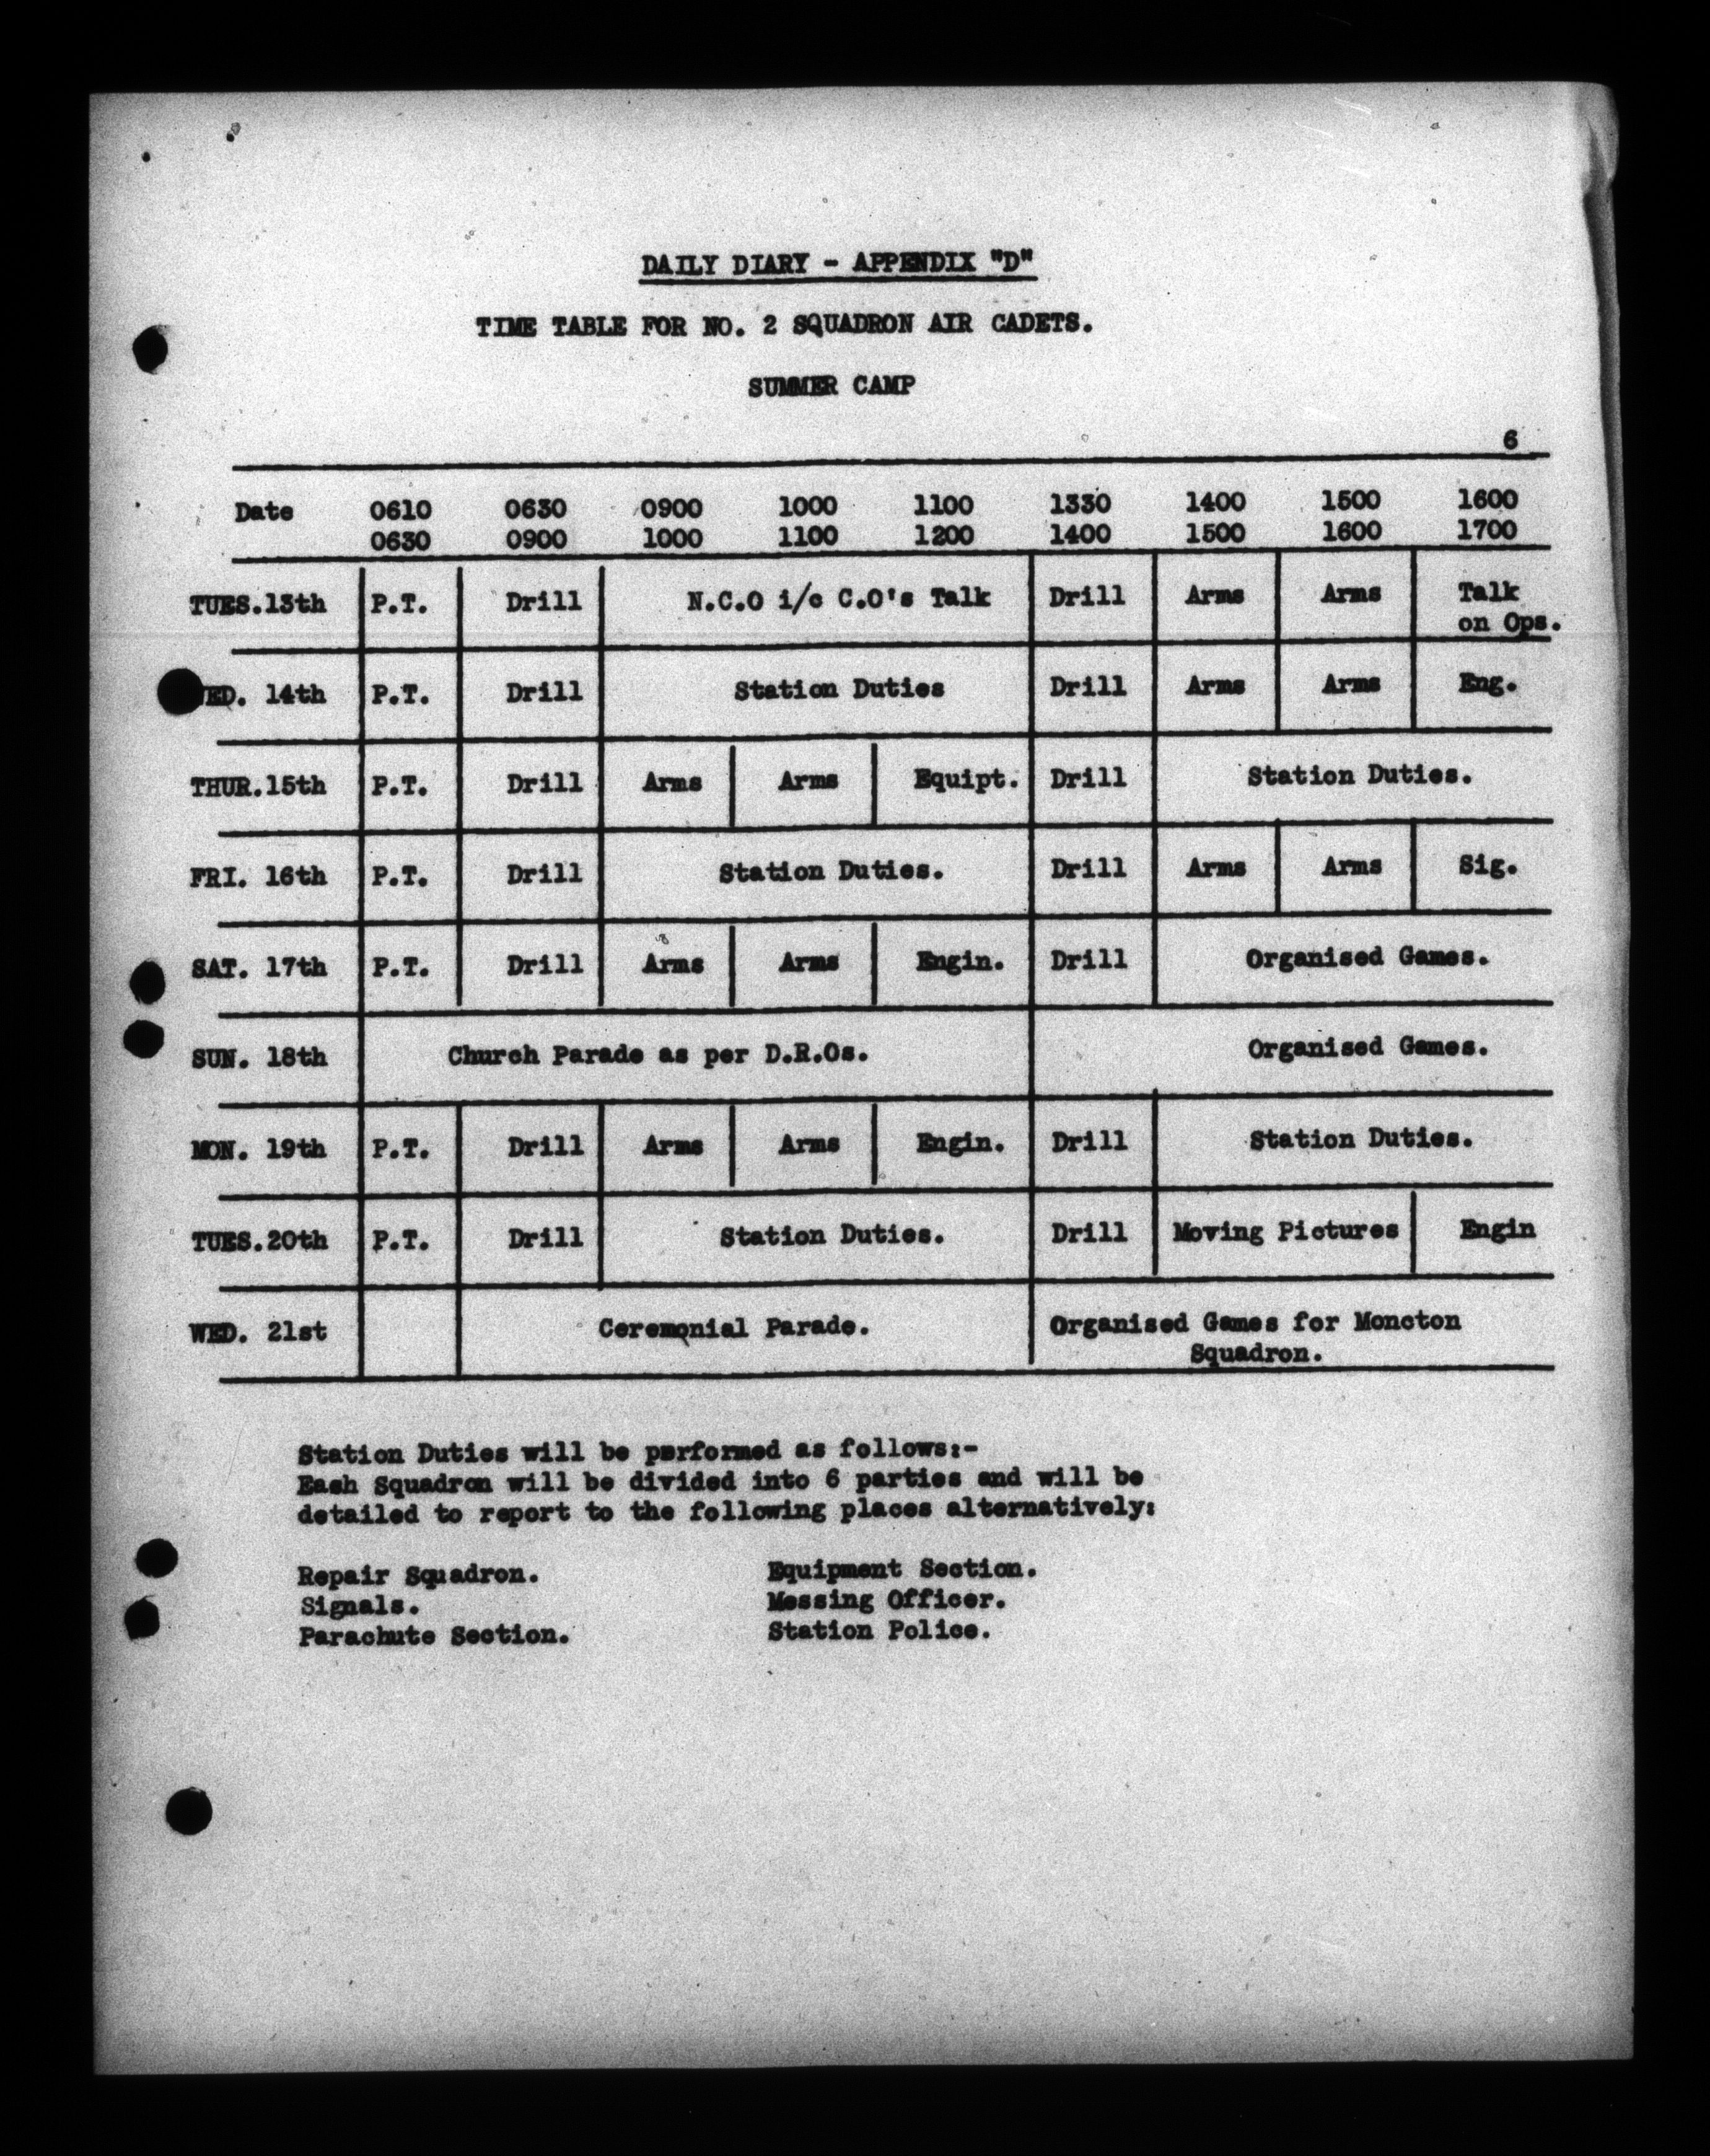 DAILY DIARY - APPENDIX "D"
TIME TABLE FOR NO. 2 SQUADRON AIR CADETS.
SUMMER CAMP
6
Date 0610 0630 0900 1000 1100 1330 1400 1500 1600
0630 0900 1000 1100 1200 1400 1500 1600 1700
TUES.13th P.T. Drill N.C.O i/c C.O's Talk Drill Arms Arms Talk
on Ops.
ED. 14th P.T. Drill Station Duties Drill Arms Arms Eng.
THUR.15th P.T. Drill Arms Arms Equipt. Drill Station Duties.
FRI. 16th P.T. Drill Station Duties. Drill Arms Arms Sig.
SAT. 17th P.T. Drill Arms Arms Engin. Drill Organised Games.
SUN. 18th Church Parade as per D.R.Os. Organised Games.
MON. 19th P.T. Drill Arms Arms Engin. Drill Station Duties.
TUES.20th P.T. Drill Station Duties. Drill Moving Pictures Engin
WED. 21st Ceremonial Parade. Organised Games for Moncton
Squadron.
Station Duties will be performed as follows:-
Each Squadron will be divided into 6 parties and will be
detailed to report to the following places alternatively:
Repair Squadron. Equipment Section.
Signals. Messing Officer.
Parachute Section. Station Police.